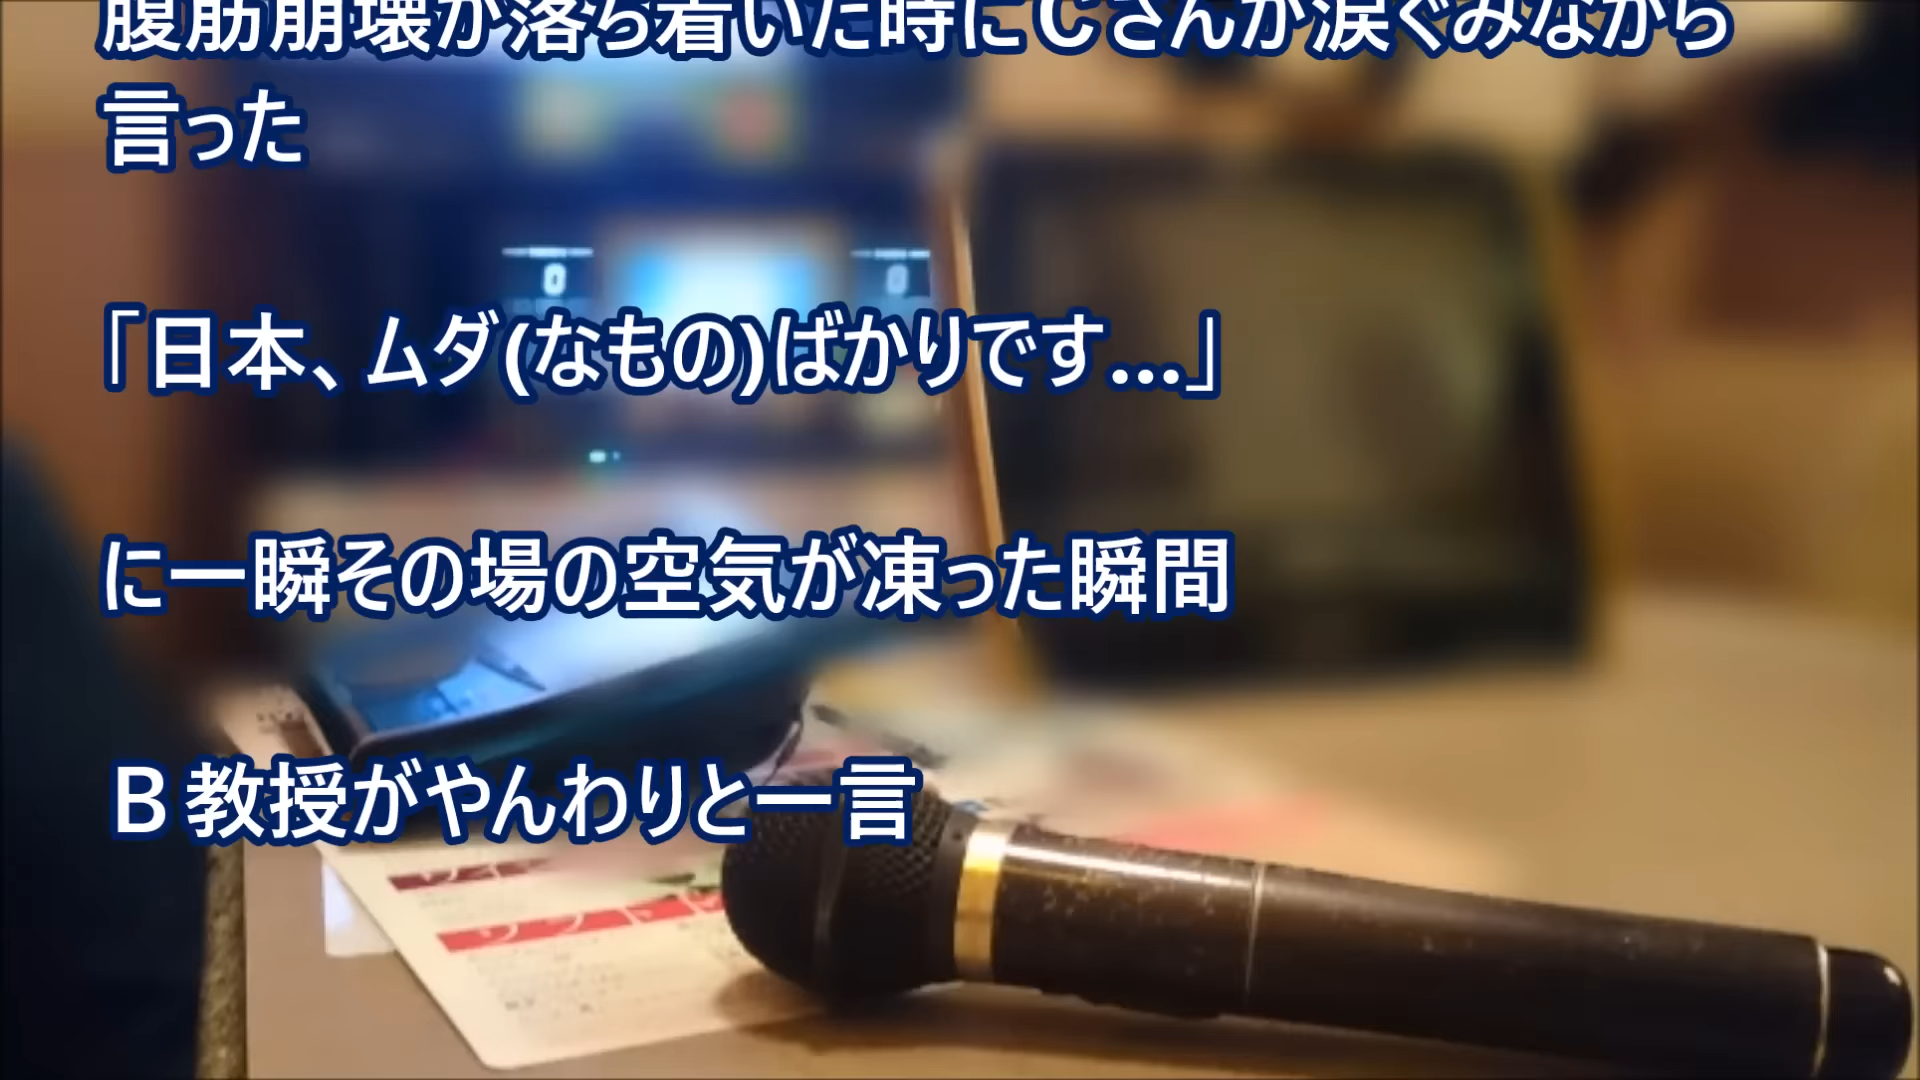 腹筋崩壊が落ち着いた時にCさんが涙ぐみながら
言った
「日本、ムダ(なもの)ばかりです…」
に一瞬その場の空気が凍った瞬間
B教授がやんわりと一言
0
0